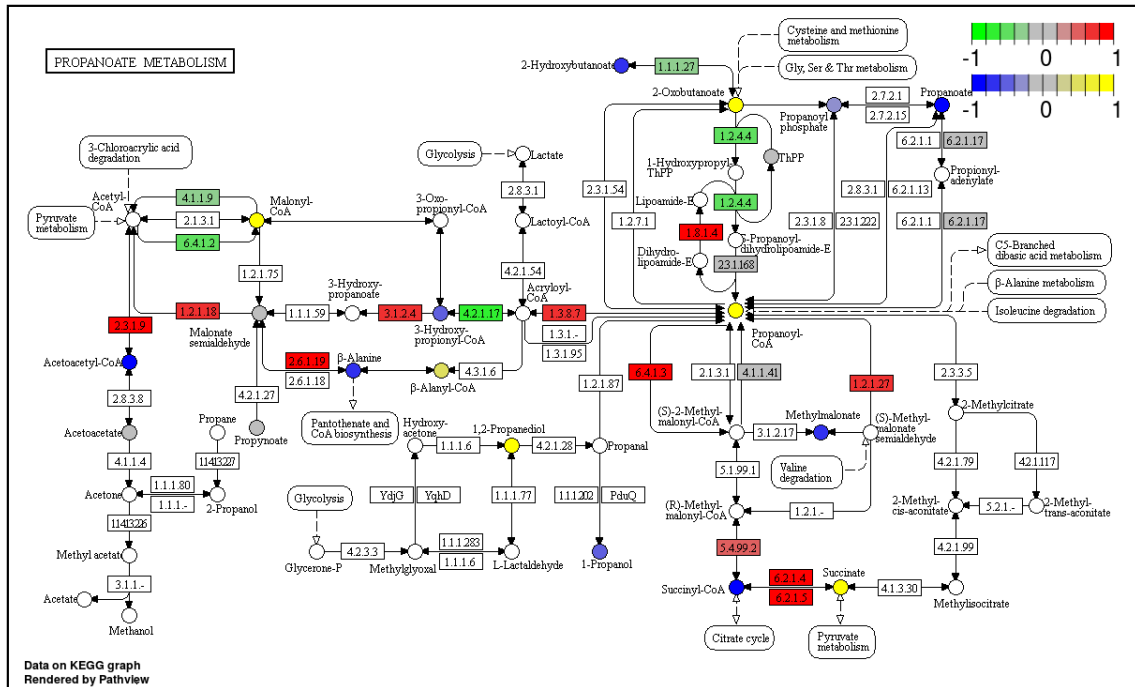 PROPANOATE METABOLISM
-1 0 1
-1 0 1
Cysteine and methionine
metabolism
Gly, Ser & Thr metabolism
2-Hydroxybutanoate
1.1.1.27
2-Oxobutanoate
Propanoyl
phosphate
2.7.2.1
2.7.2.15
Propanoate
3-Chloroacrylic acid
degradation
Glycolysis
Lactate
1.2.4.4
ThPP
6.2.1.1
6.2.1.17
1-Hydroxypropyl-
ThPP
Propionyl-
adenylate
Acetyl-
CoA
4.1.1.9
Malonyl-
CoA
2.1.3.1
6.4.1.2
Pyruvate
metabolism
3-Oxo-
propionyl-CoA
2.8.3.1
Lactoyl-CoA
2.3.1.54
1.2.7.1
Lipoamide-E
1.2.4.4
1.8.1.4
2.8.3.1
6.2.1.13
2.3.1.8
2.3.1.222
6.2.1.1
6.2.1.17
S-Propanoyl-
dihydrolipoamide-E
Dihydro-
lipoamide-E
2.3.1.168
C5-Branched
dibasic acid metabolism
β-Alanine metabolism
Isoleucine degradation
1.2.1.75
4.2.1.54
3-Hydroxy-
propanoate
Acryloyl-
CoA
1.2.1.18
1.1.1.59
3.1.2.4
4.2.1.17
1.3.8.7
1.3.1.-
1.3.1.95
2.3.1.9
Malonate
semialdehyde
3-Hydroxy-
propionyl-CoA
Propanoyl-
CoA
Acetoacetyl-CoA
2.6.1.19
2.6.1.18
β-Alanine
β-Alanyl-CoA
4.3.1.6
1.2.1.87
6.4.1.3
2.1.3.1
4.1.1.41
1.2.1.27
2.3.3.5
2.8.3.8
4.2.1.27
Propane
Propynoate
Pantothenate and
CoA biosynthesis
Acetoacetate
Hydroxy-
acetone
1.1.1.6
1,2-Propanediol
4.2.1.28
Propanal
(S)-2-Methyl-
malonyl-CoA
3.1.2.17
Methylmalonate
(S)-Methyl-
malonate
semialdehyde
2-Methylcitrate
4.1.1.4
1.14.13.227
5.1.99.1
Valine
degradation
4.2.1.79
4.2.1.117
Acetone
1.1.1.80
1.1.1.-
2-Propanol
Glycolysis
YdjG
YqhD
1.1.1.77
1.1.1.202
PduQ
(R)-Methyl-
malonyl-CoA
1.2.1.-
2-Methyl-
cis-aconitate
5.2.1.-
2-Methyl-
trans-aconitate
1.14.13.226
Methyl acetate
4.2.3.3
1.1.1.283
1.1.1.6
5.4.99.2
4.2.1.99
Glycerone-P
Methylglyoxal
L-Lactaldehyde
1-Propanol
3.1.1.-
Acetate
Methanol
Succinyl-CoA
6.2.1.4
6.2.1.5
Succinate
4.1.3.30
Methylisocitrate
Citrate cycle
Pyruvate
metabolism
Data on KEGG graph
Rendered by Pathview